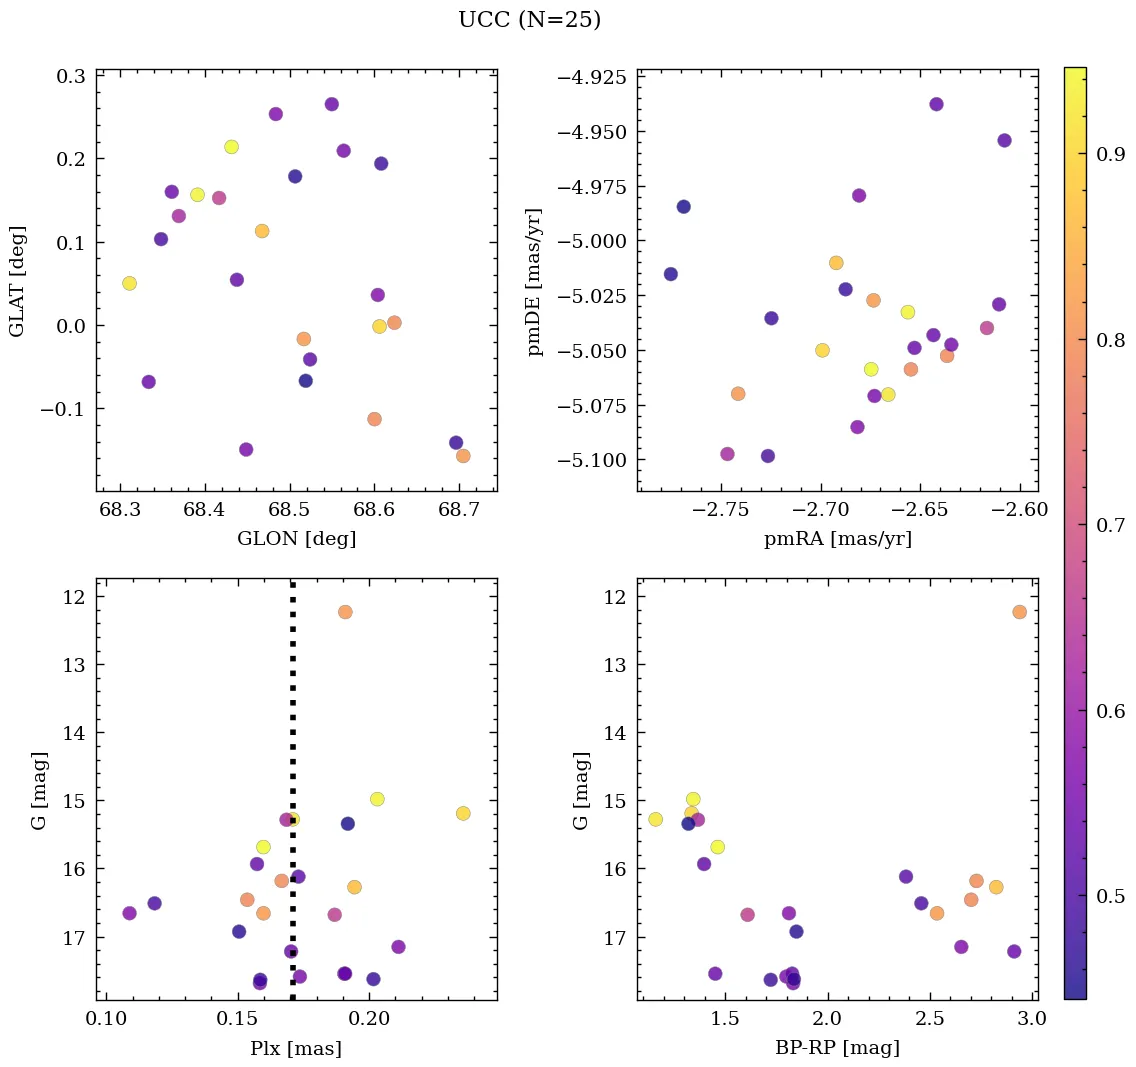 UCC (N=25)
0.3
0.2
0.1
0.0
−0.1
GLAT [deg]
68.3 68.4 68.5 68.6 68.7
GLON [deg]
−4.925
−4.950
−4.975
−5.000
−5.025
−5.050
−5.075
−5.100
pmDE [mas/yr]
−2.75 −2.70 −2.65 −2.60
pmRA [mas/yr]
12
13
14
15
16
17
G [mag]
0.10 0.15 0.20
Plx [mas]
12
13
14
15
16
17
G [mag]
1.5 2.0 2.5 3.0
BP-RP [mag]
0.9
0.8
0.7
0.6
0.5